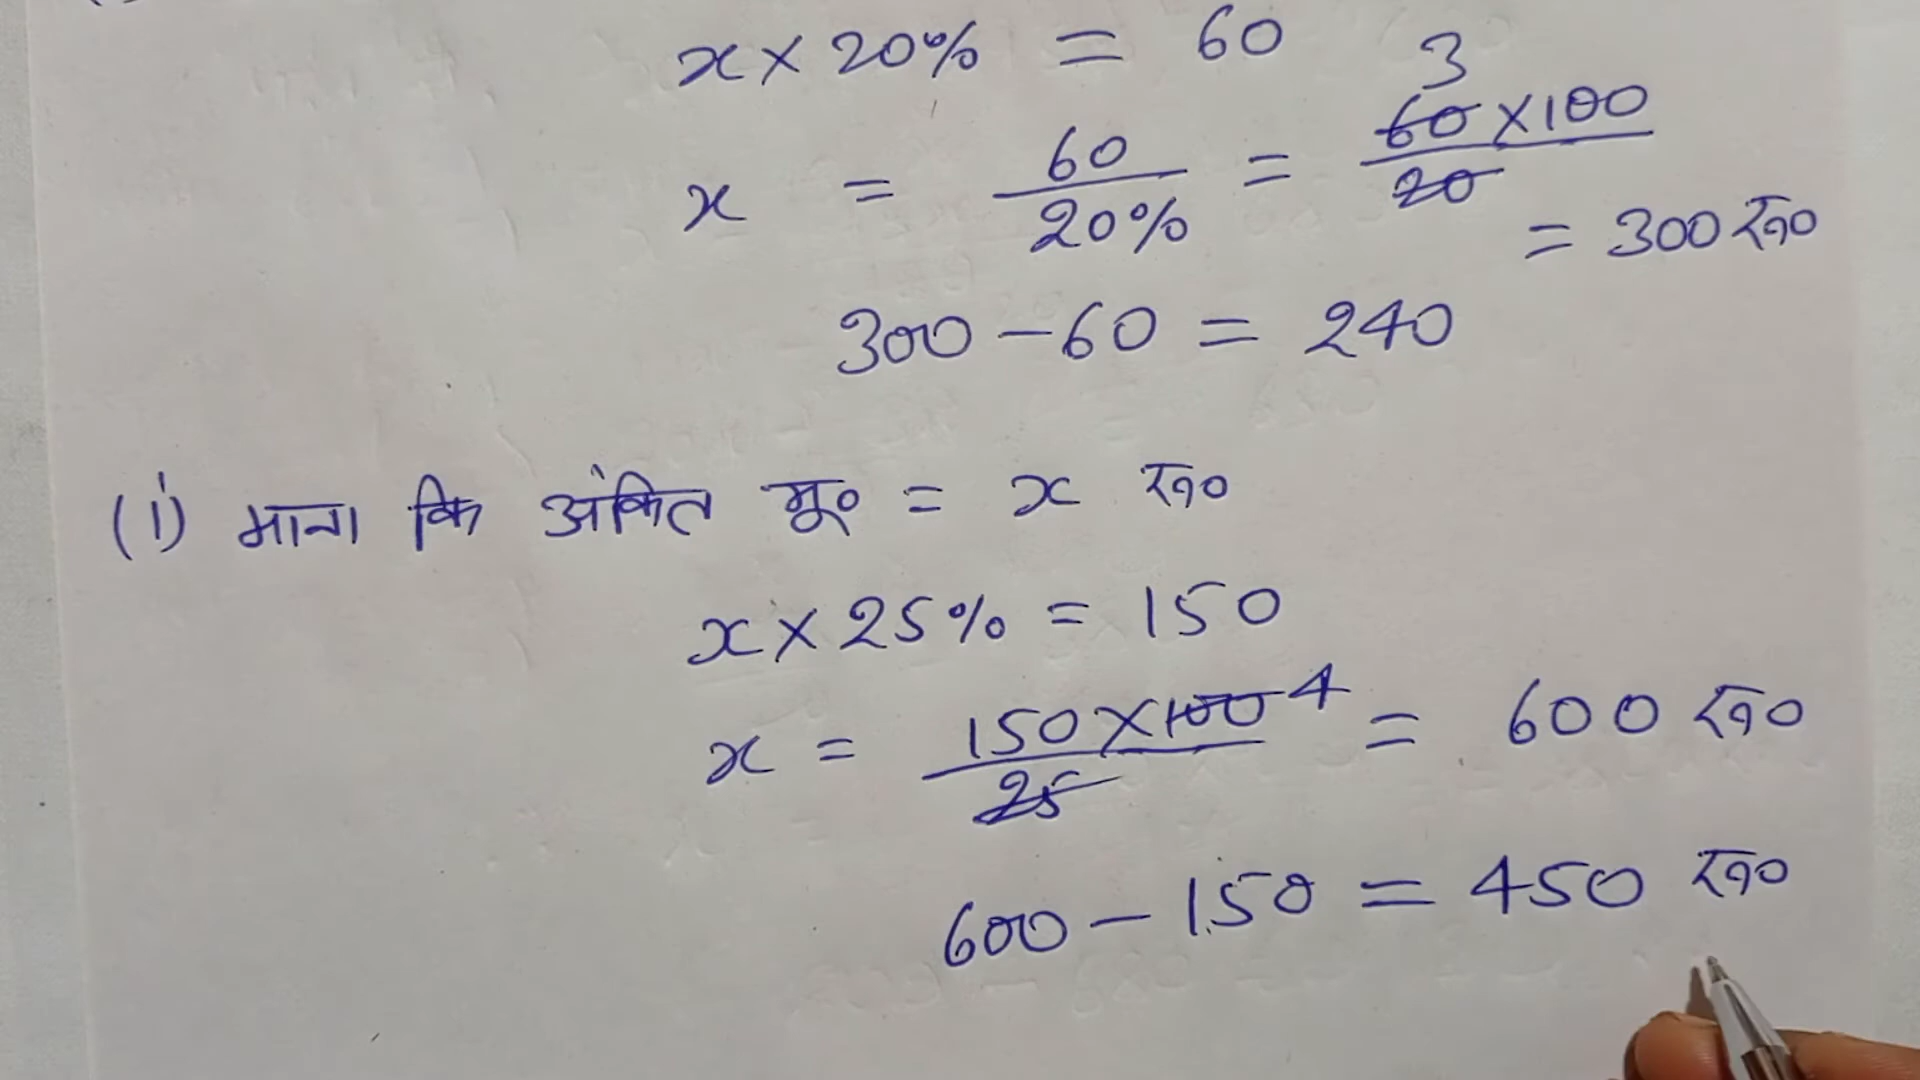 x × 20% = 60
x = 60/20% = 60×100/20 3
= 300 रु०
300 – 60 = 240
(i) माना कि अंकित मू० = x रु०
x × 25% = 150
x = 150×100/25 4 = 600 रु०
600 – 150 = 450 रु०